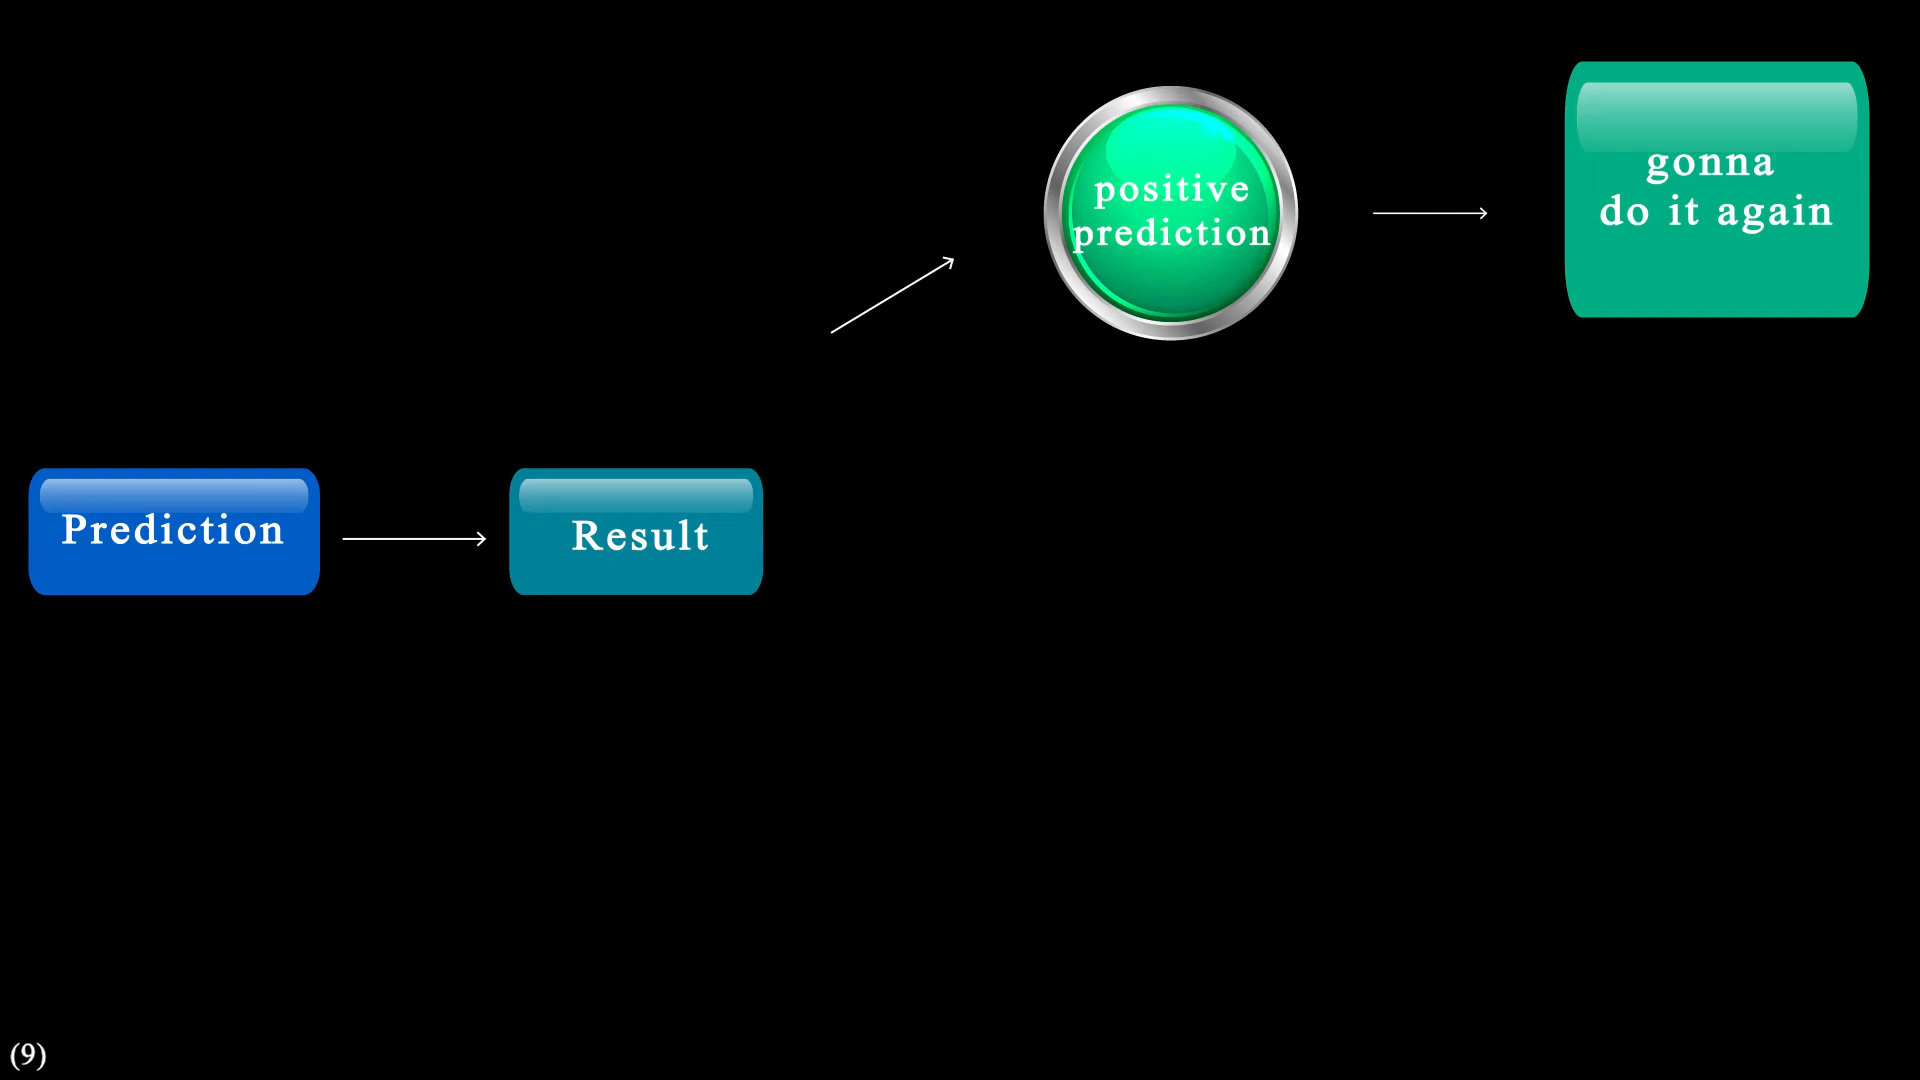 Prediction
Result
positive
prediction
gonna
do it again
(9)